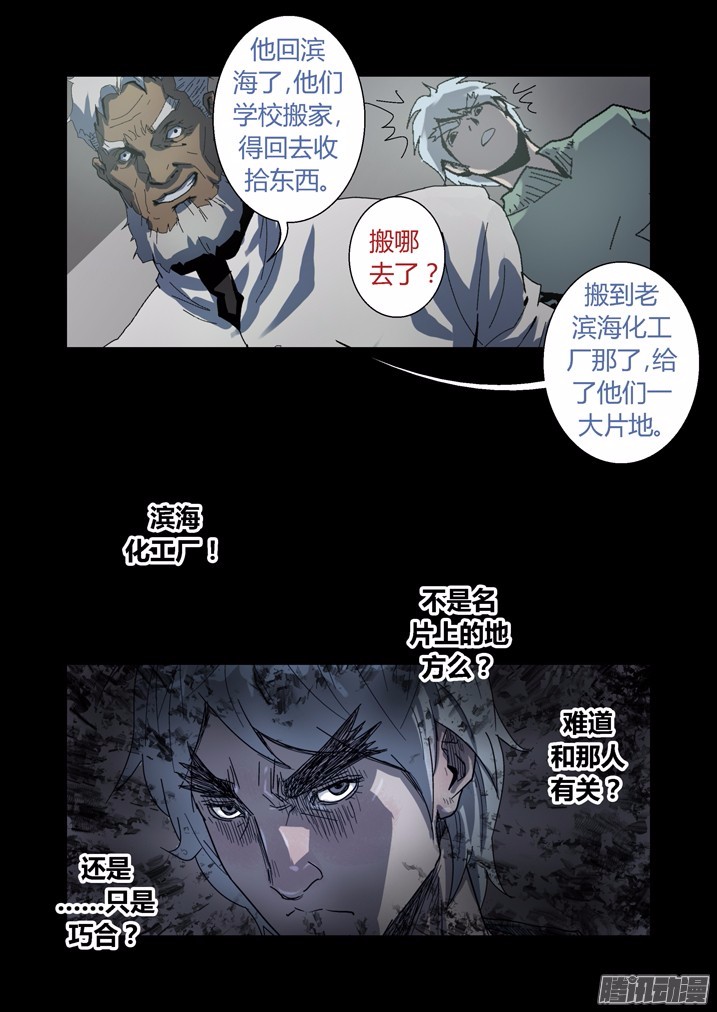 他回滨
海了，他们
学校搬家，
得回去收
拾东西。
搬哪
去了？
搬到老
滨海化工
厂那了，给
了他们一
大片地。
滨海
化工厂！
不是名
片上的地
方么？
难道
和那人
有关？
还是
……只是
巧合？
腾讯动漫